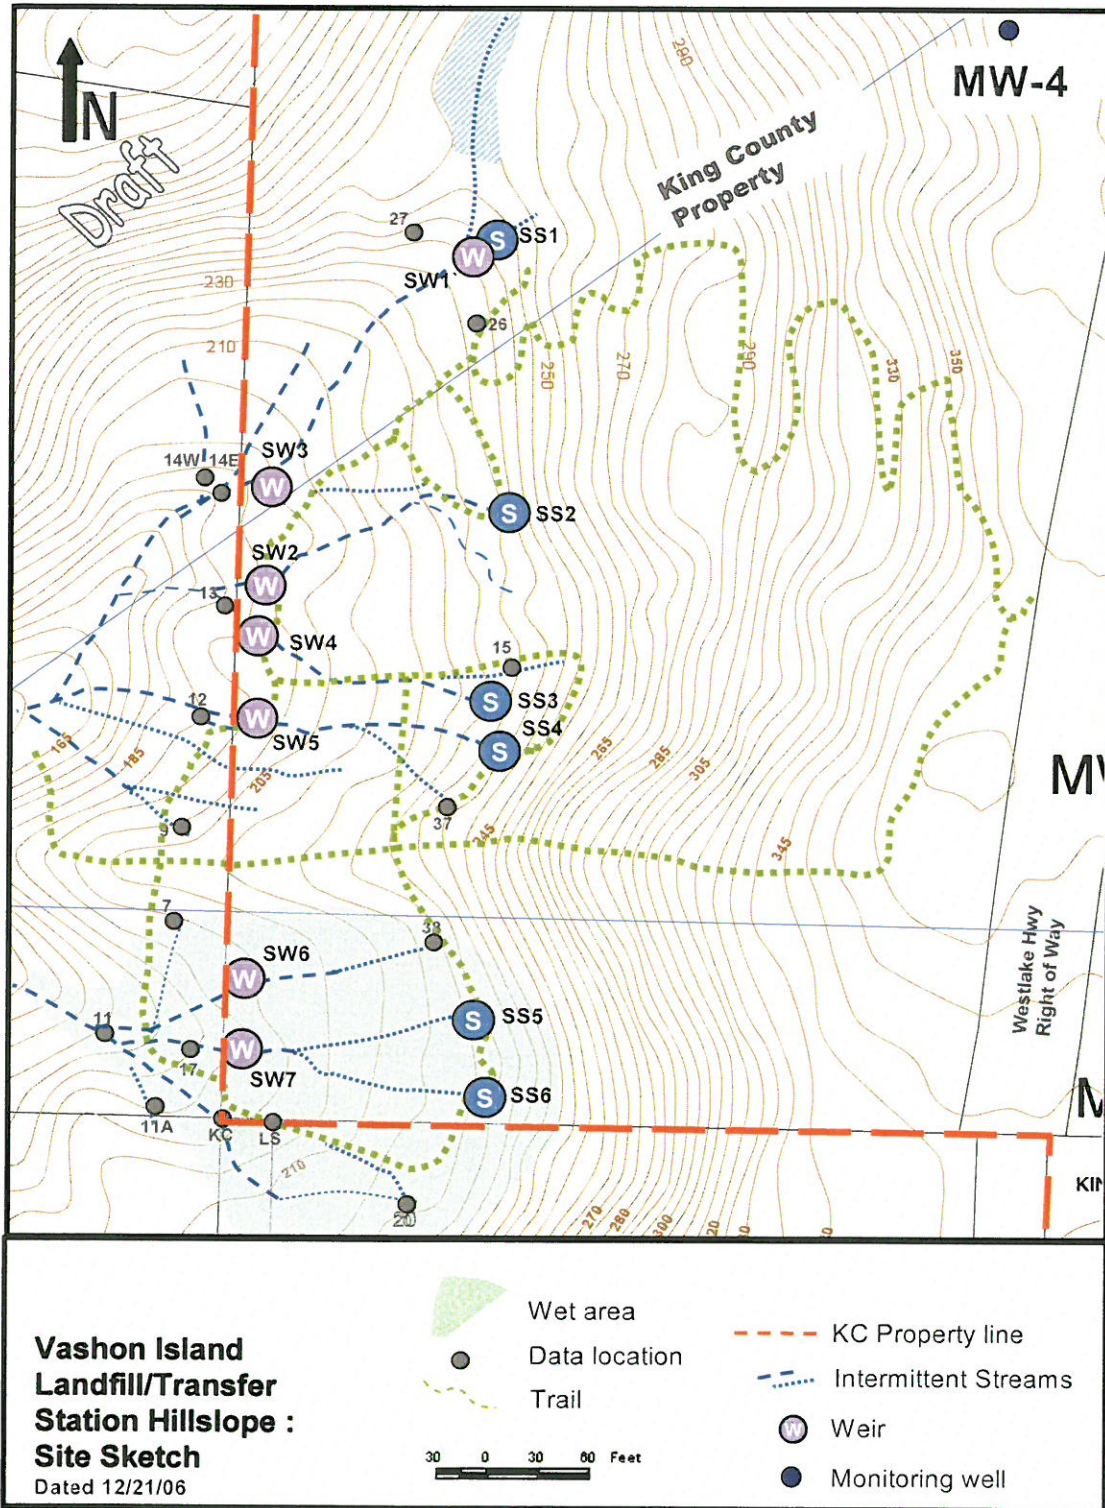 N
Draft
280
MW-4
King County
Property
27
S
SS1
W
SW1
230
26
210
250
270
290
330
350
14W
14E
SW3
W
S
SS2
SW2
W
13
W
SW4
15
S
SS3
12
W
SW5
SS4
S
165
185
205
265
285
305
MW
9
37
245
345
7
38
SW6
W
Westlake Hwy
Right of Way
11
S
SS5
17
W
SW7
S
SS6
M
11A
KC
LS
210
20
270
280
300
20
KIN
Vashon Island
Landfill/Transfer
Station Hillslope :
Site Sketch
Dated 12/21/06
Wet area
Data location
Trail
30 0 30 60 Feet
KC Property line
Intermittent Streams
W
Weir
Monitoring well